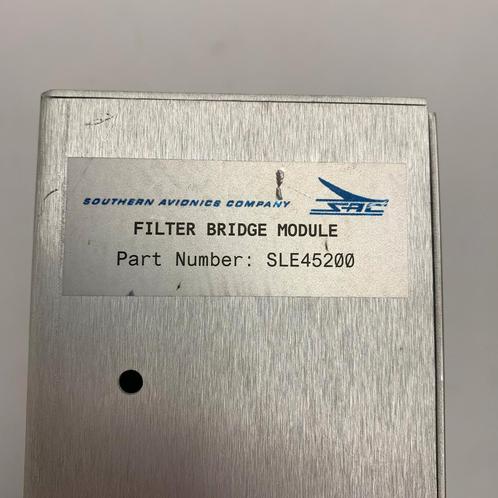 SOUTHERN AVIONICS COMPANY
SAC
FILTER BRIDGE MODULE
Part Number: SLE45200